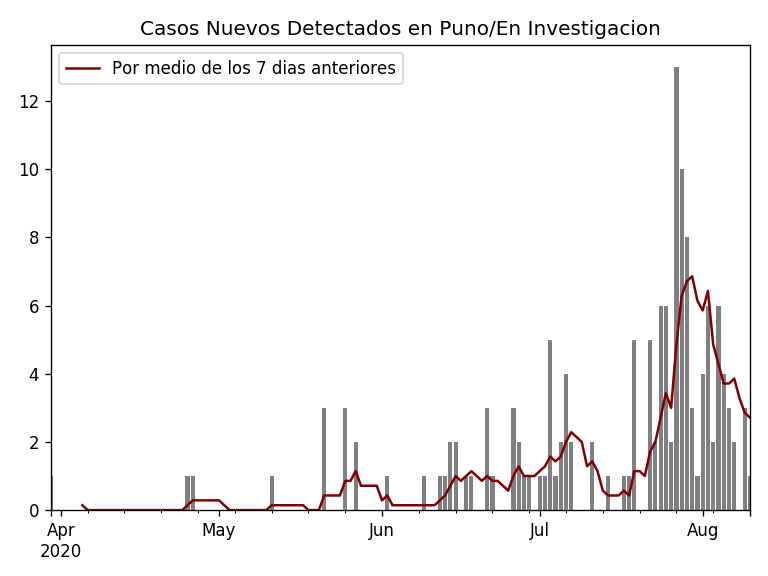 Casos Nuevos Detectados en Puno/En Investigacion
Por medio de los 7 dias anteriores
12
10
8
6
4
2
0
Apr May Jun Jul Aug
2020